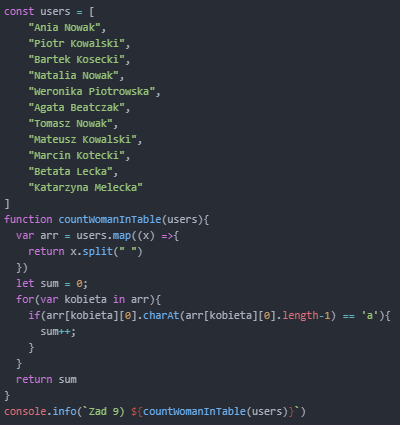 const users = [
    "Ania Nowak",
    "Piotr Kowalski",
    "Bartek Kosecki",
    "Natalia Nowak",
    "Weronika Piotrowska",
    "Agata Beatczak",
    "Tomasz Nowak",
    "Mateusz Kowalski",
    "Marcin Kotecki",
    "Betata Lecka",
    "Katarzyna Melecka"
]
function countWomanInTable(users){
  var arr = users.map((x) =>{
    return x.split(" ")
  })
  let sum = 0;
  for(var kobieta in arr){
    if(arr[kobieta][0].charAt(arr[kobieta][0].length-1) == 'a'){
      sum++;
    }
  }
  return sum
}
console.info(`Zad 9) ${countWomanInTable(users)}`)